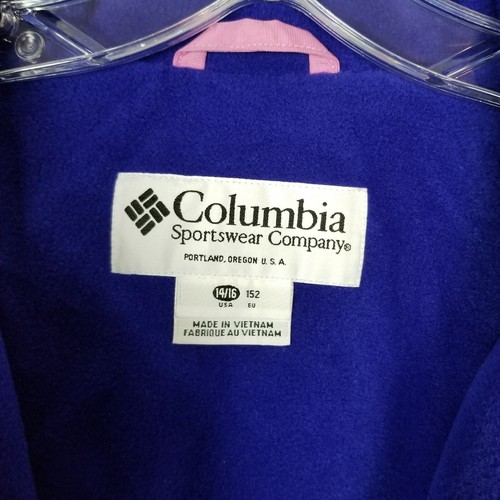 Columbia
Sportswear Company®
PORTLAND, OREGON U. S. A.
14/16 152
USA EU
MADE IN VIETNAM
FABRIQUE AU VIETNAM